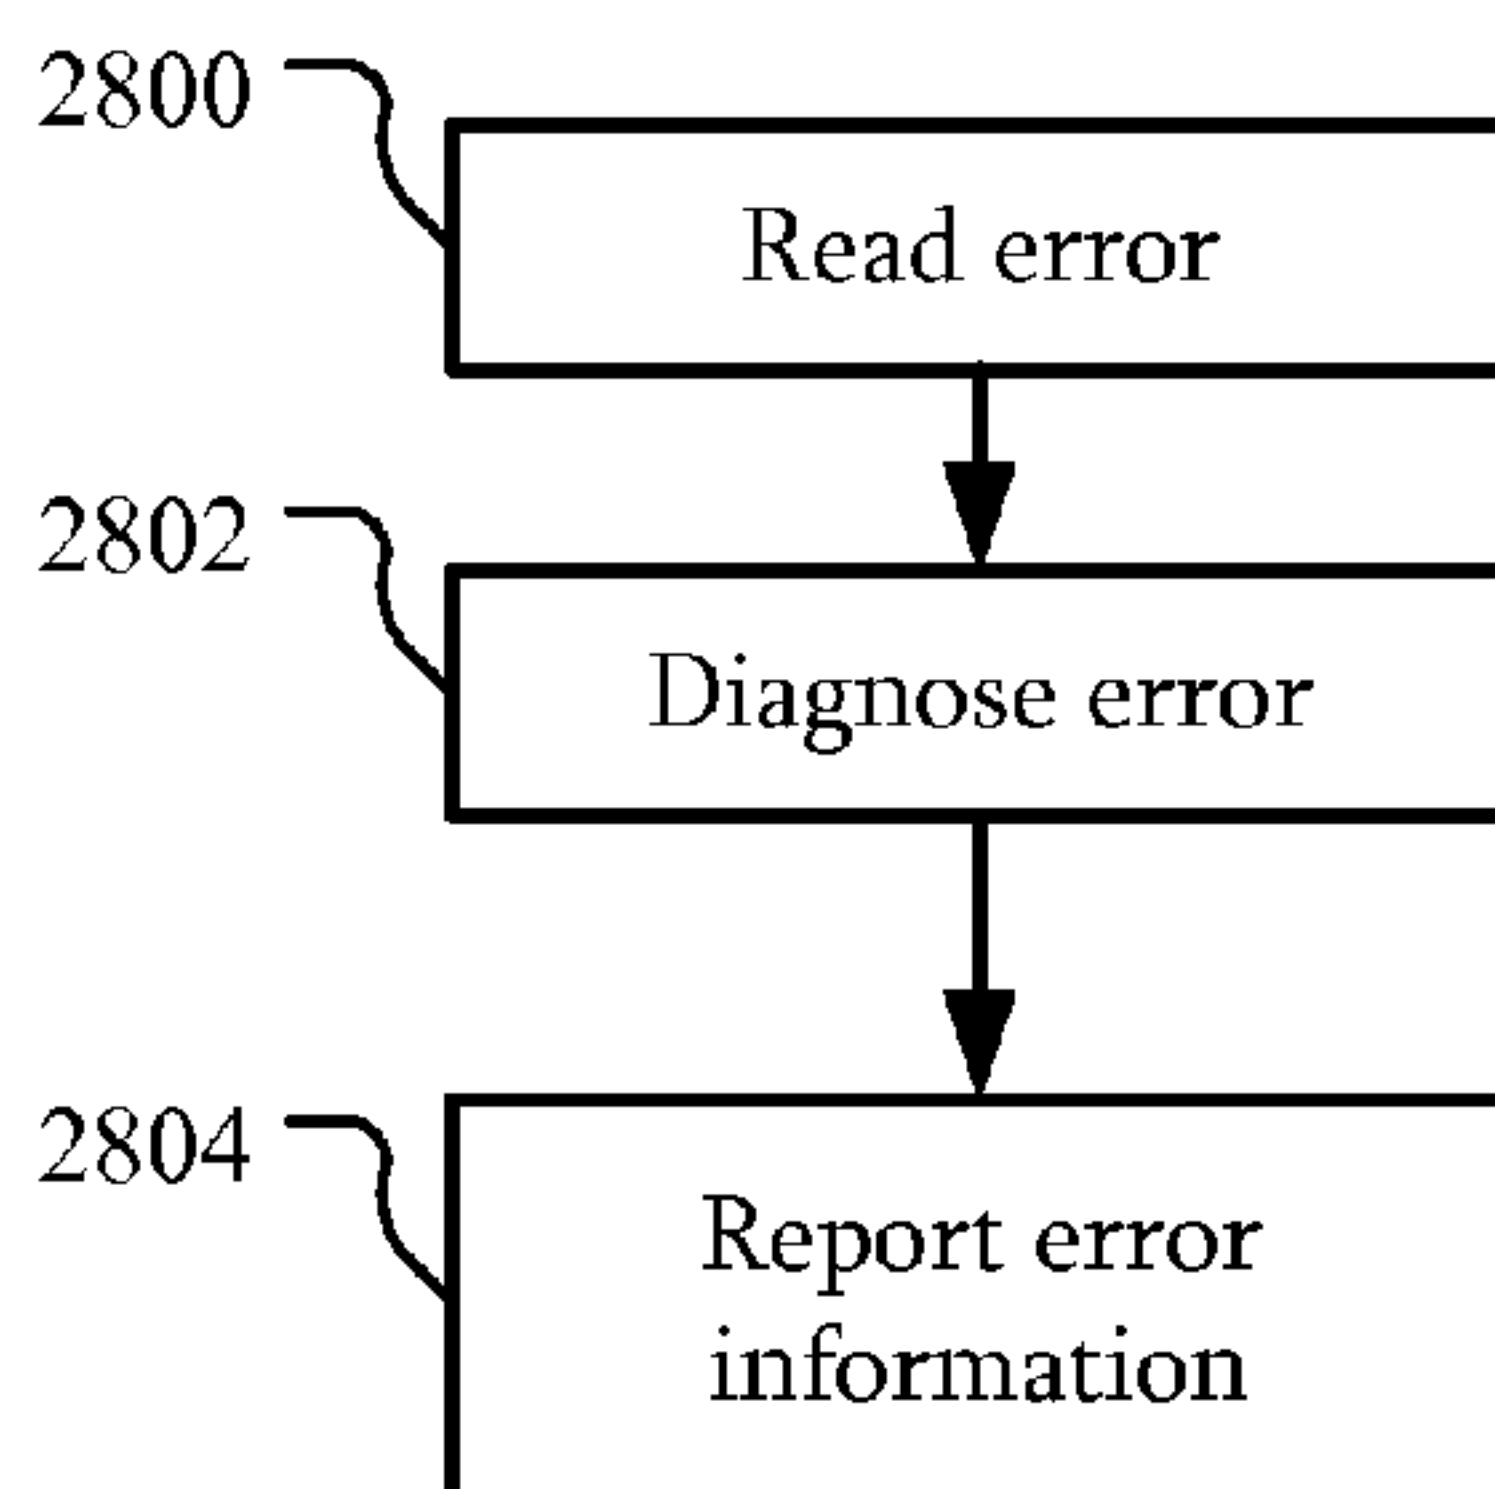 2800
Read error
2802
Diagnose error
2804
Report error
information